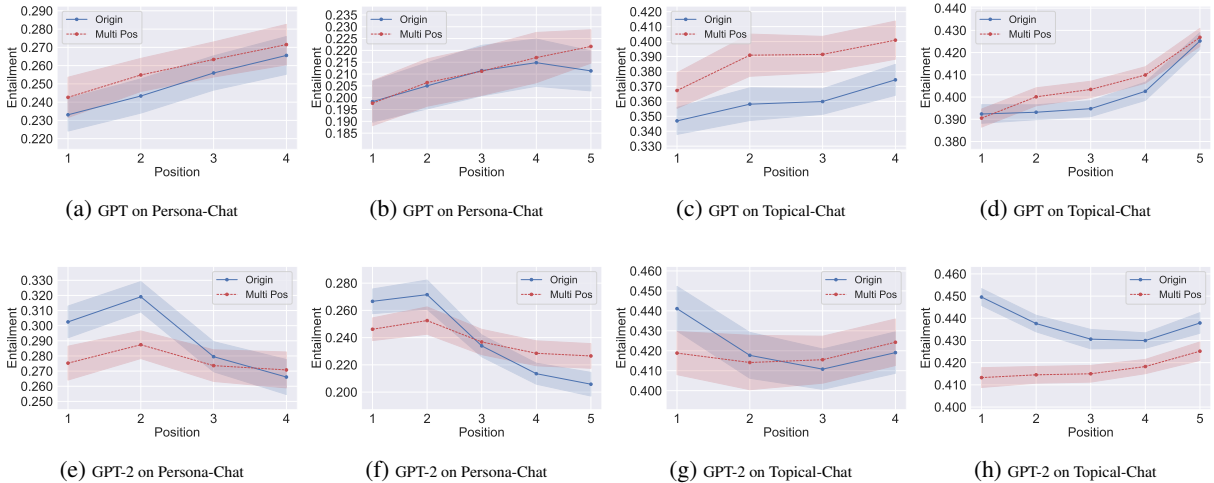 0.290
0.280
0.270
0.260
0.250
0.240
0.230
0.220
Entailment
Origin
Multi Pos
1 2 3 4
Position
(a) GPT on Persona-Chat
0.235
0.230
0.225
0.220
0.215
0.210
0.205
0.200
0.195
0.190
0.185
Entailment
Origin
Multi Pos
1 2 3 4 5
Position
(b) GPT on Persona-Chat
0.420
0.410
0.400
0.390
0.380
0.370
0.360
0.350
0.340
0.330
Entailment
Origin
Multi Pos
1 2 3 4
Position
(c) GPT on Topical-Chat
0.440
0.430
0.420
0.410
0.400
0.390
0.380
Entailment
Origin
Multi Pos
1 2 3 4 5
Position
(d) GPT on Topical-Chat
0.330
0.320
0.310
0.300
0.290
0.280
0.270
0.260
0.250
Entailment
Origin
Multi Pos
1 2 3 4
Position
(e) GPT-2 on Persona-Chat
0.280
0.260
0.240
0.220
0.200
Entailment
Origin
Multi Pos
1 2 3 4 5
Position
(f) GPT-2 on Persona-Chat
0.460
0.450
0.440
0.430
0.420
0.410
0.400
Entailment
Origin
Multi Pos
1 2 3 4
Position
(g) GPT-2 on Topical-Chat
0.460
0.450
0.440
0.430
0.420
0.410
0.400
Entailment
Origin
Multi Pos
1 2 3 4 5
Position
(h) GPT-2 on Topical-Chat